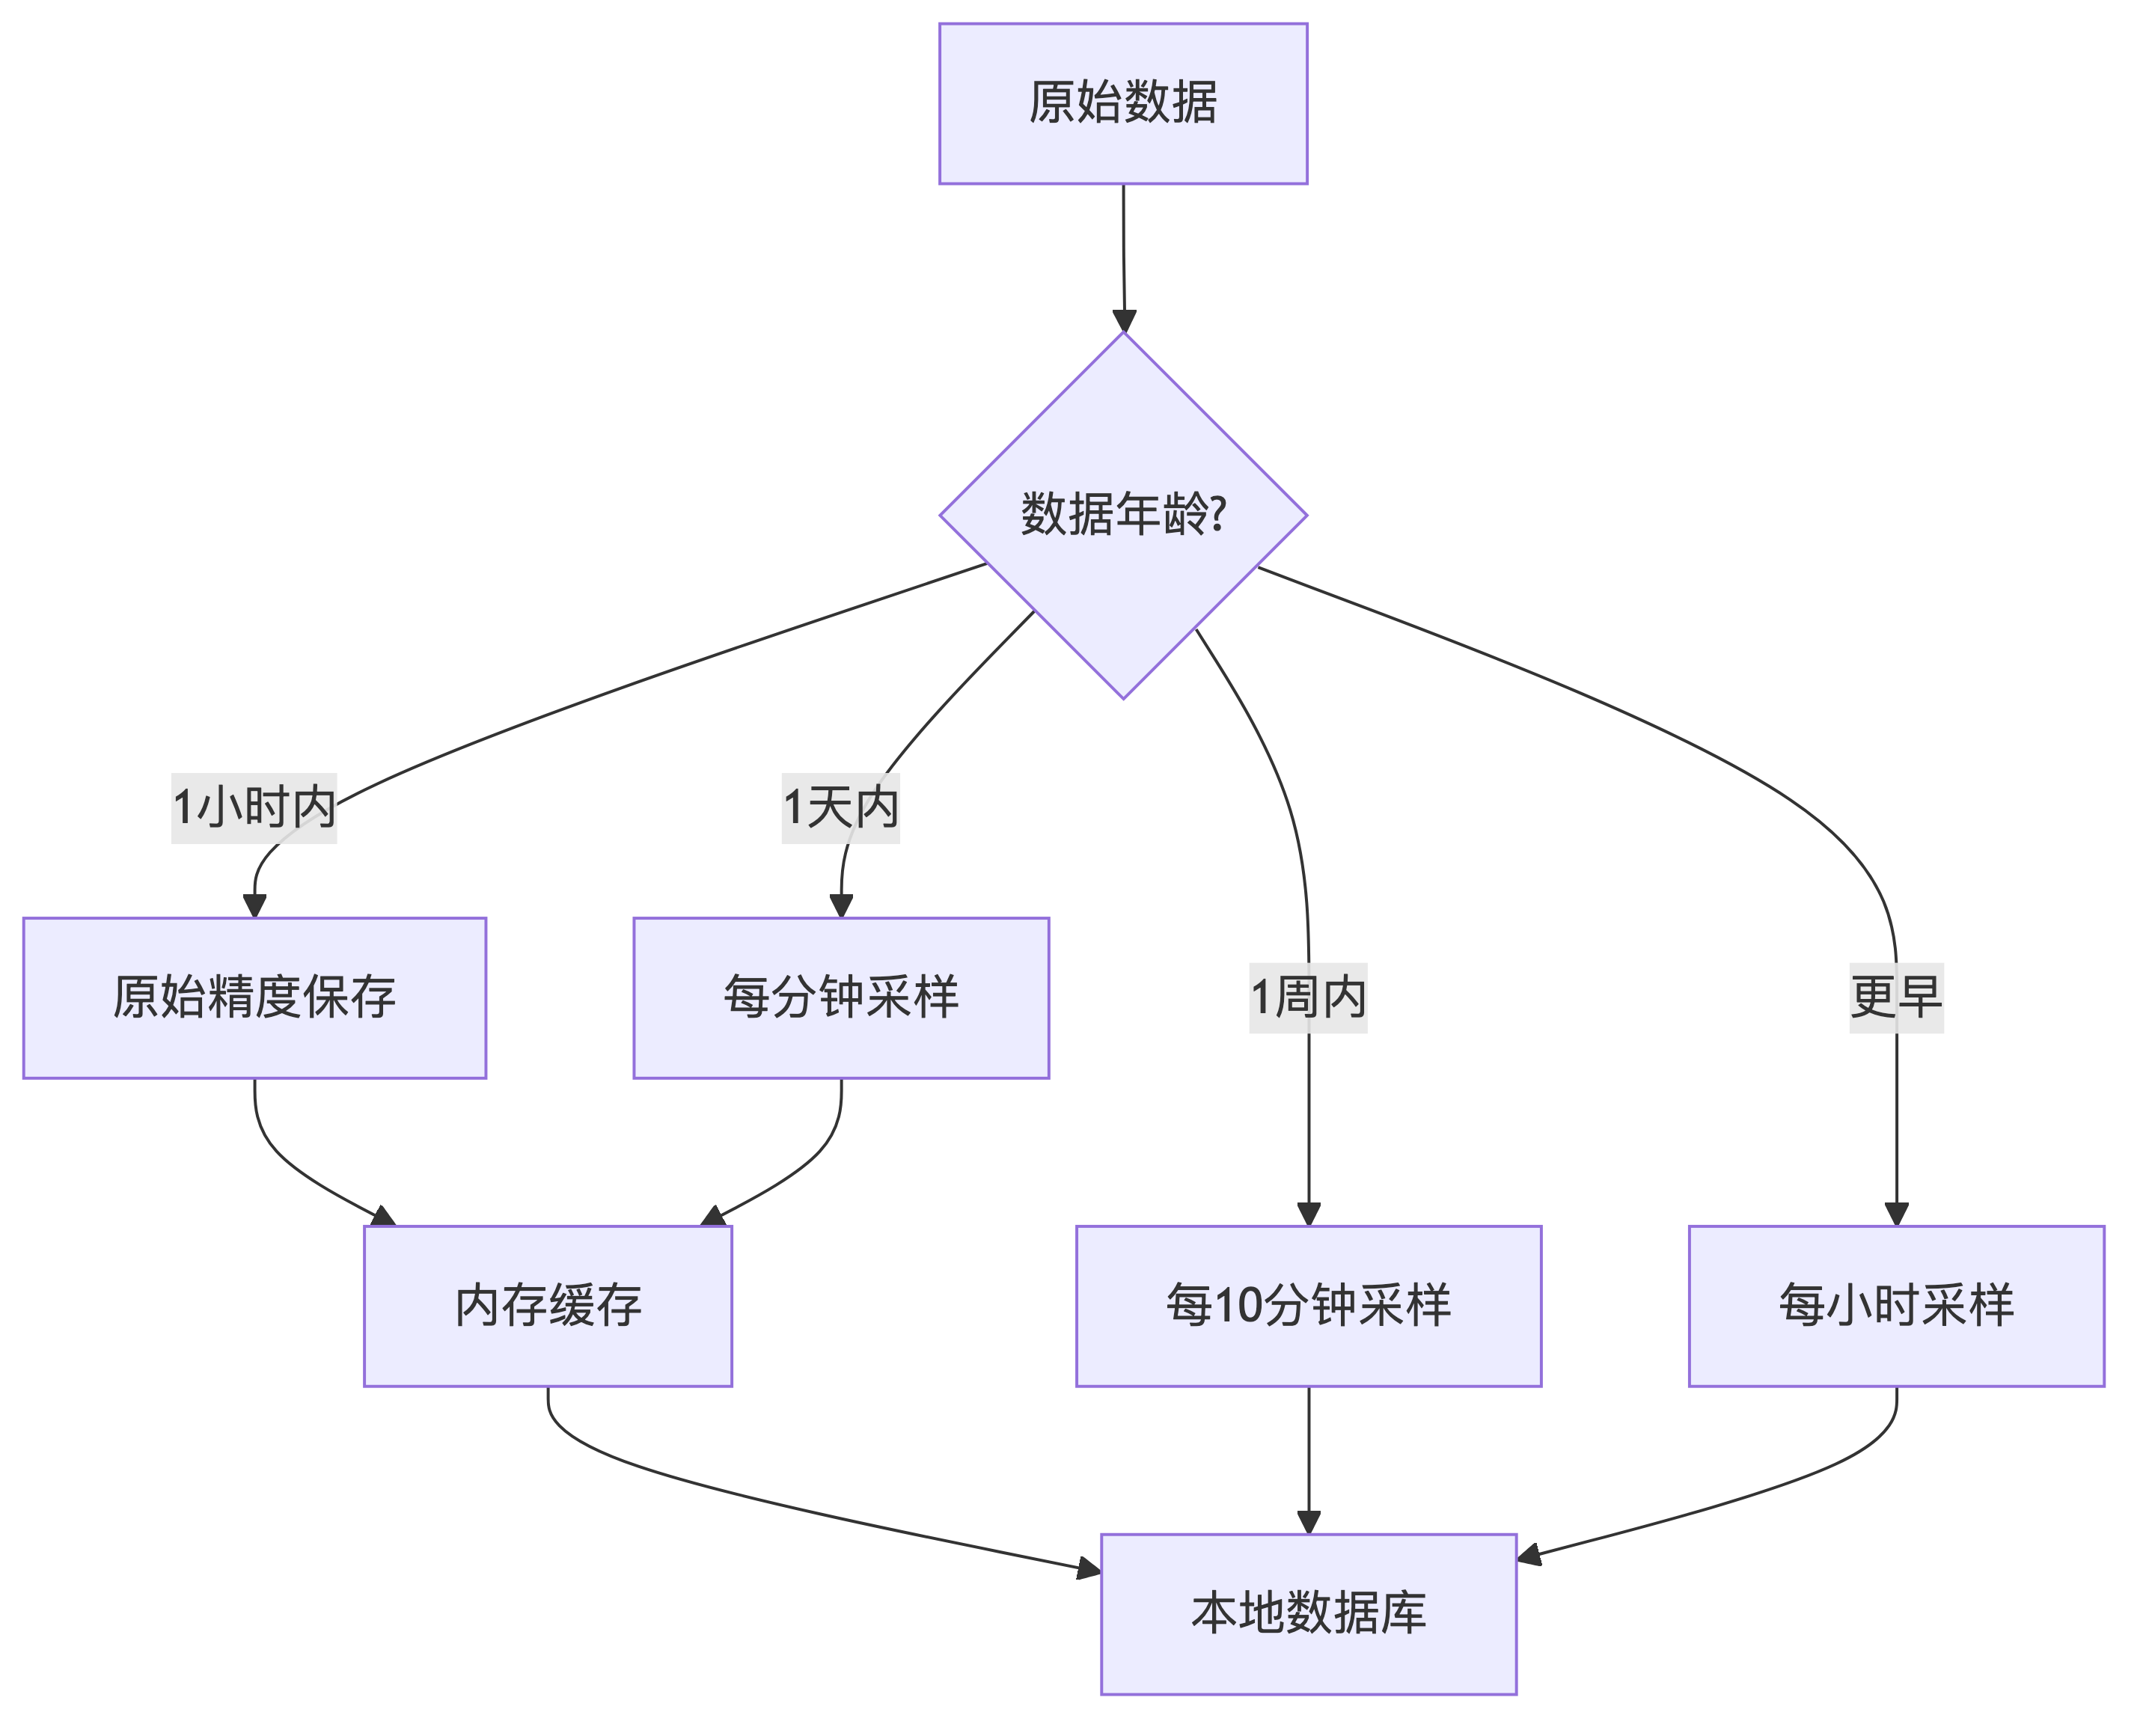 原始数据
数据年龄?
1小时内
1天内
原始精度保存
每分钟采样
1周内
更早
内存缓存
每10分钟采样
每小时采样
本地数据库